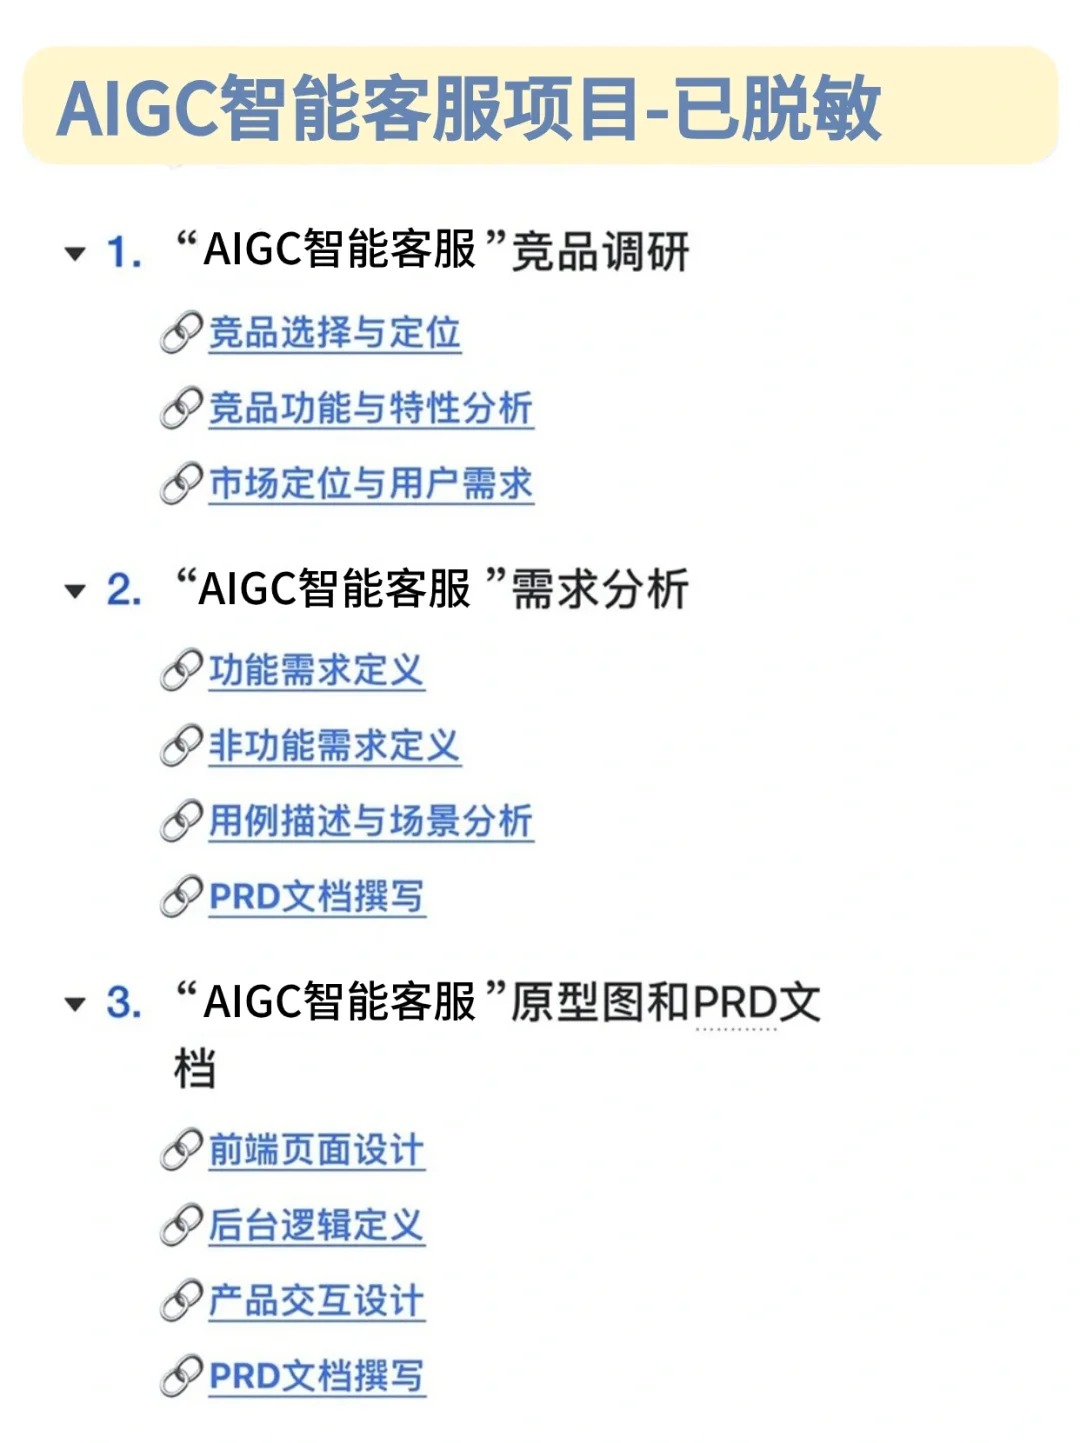 AIGC智能客服项目-已脱敏
1. “AIGC智能客服”竞品调研
竞品选择与定位
竞品功能与特性分析
市场定位与用户需求
2. “AIGC智能客服”需求分析
功能需求定义
非功能需求定义
用例描述与场景分析
PRD文档撰写
3. “AIGC智能客服”原型图和PRD文
档
前端页面设计
后台逻辑定义
产品交互设计
PRD文档撰写